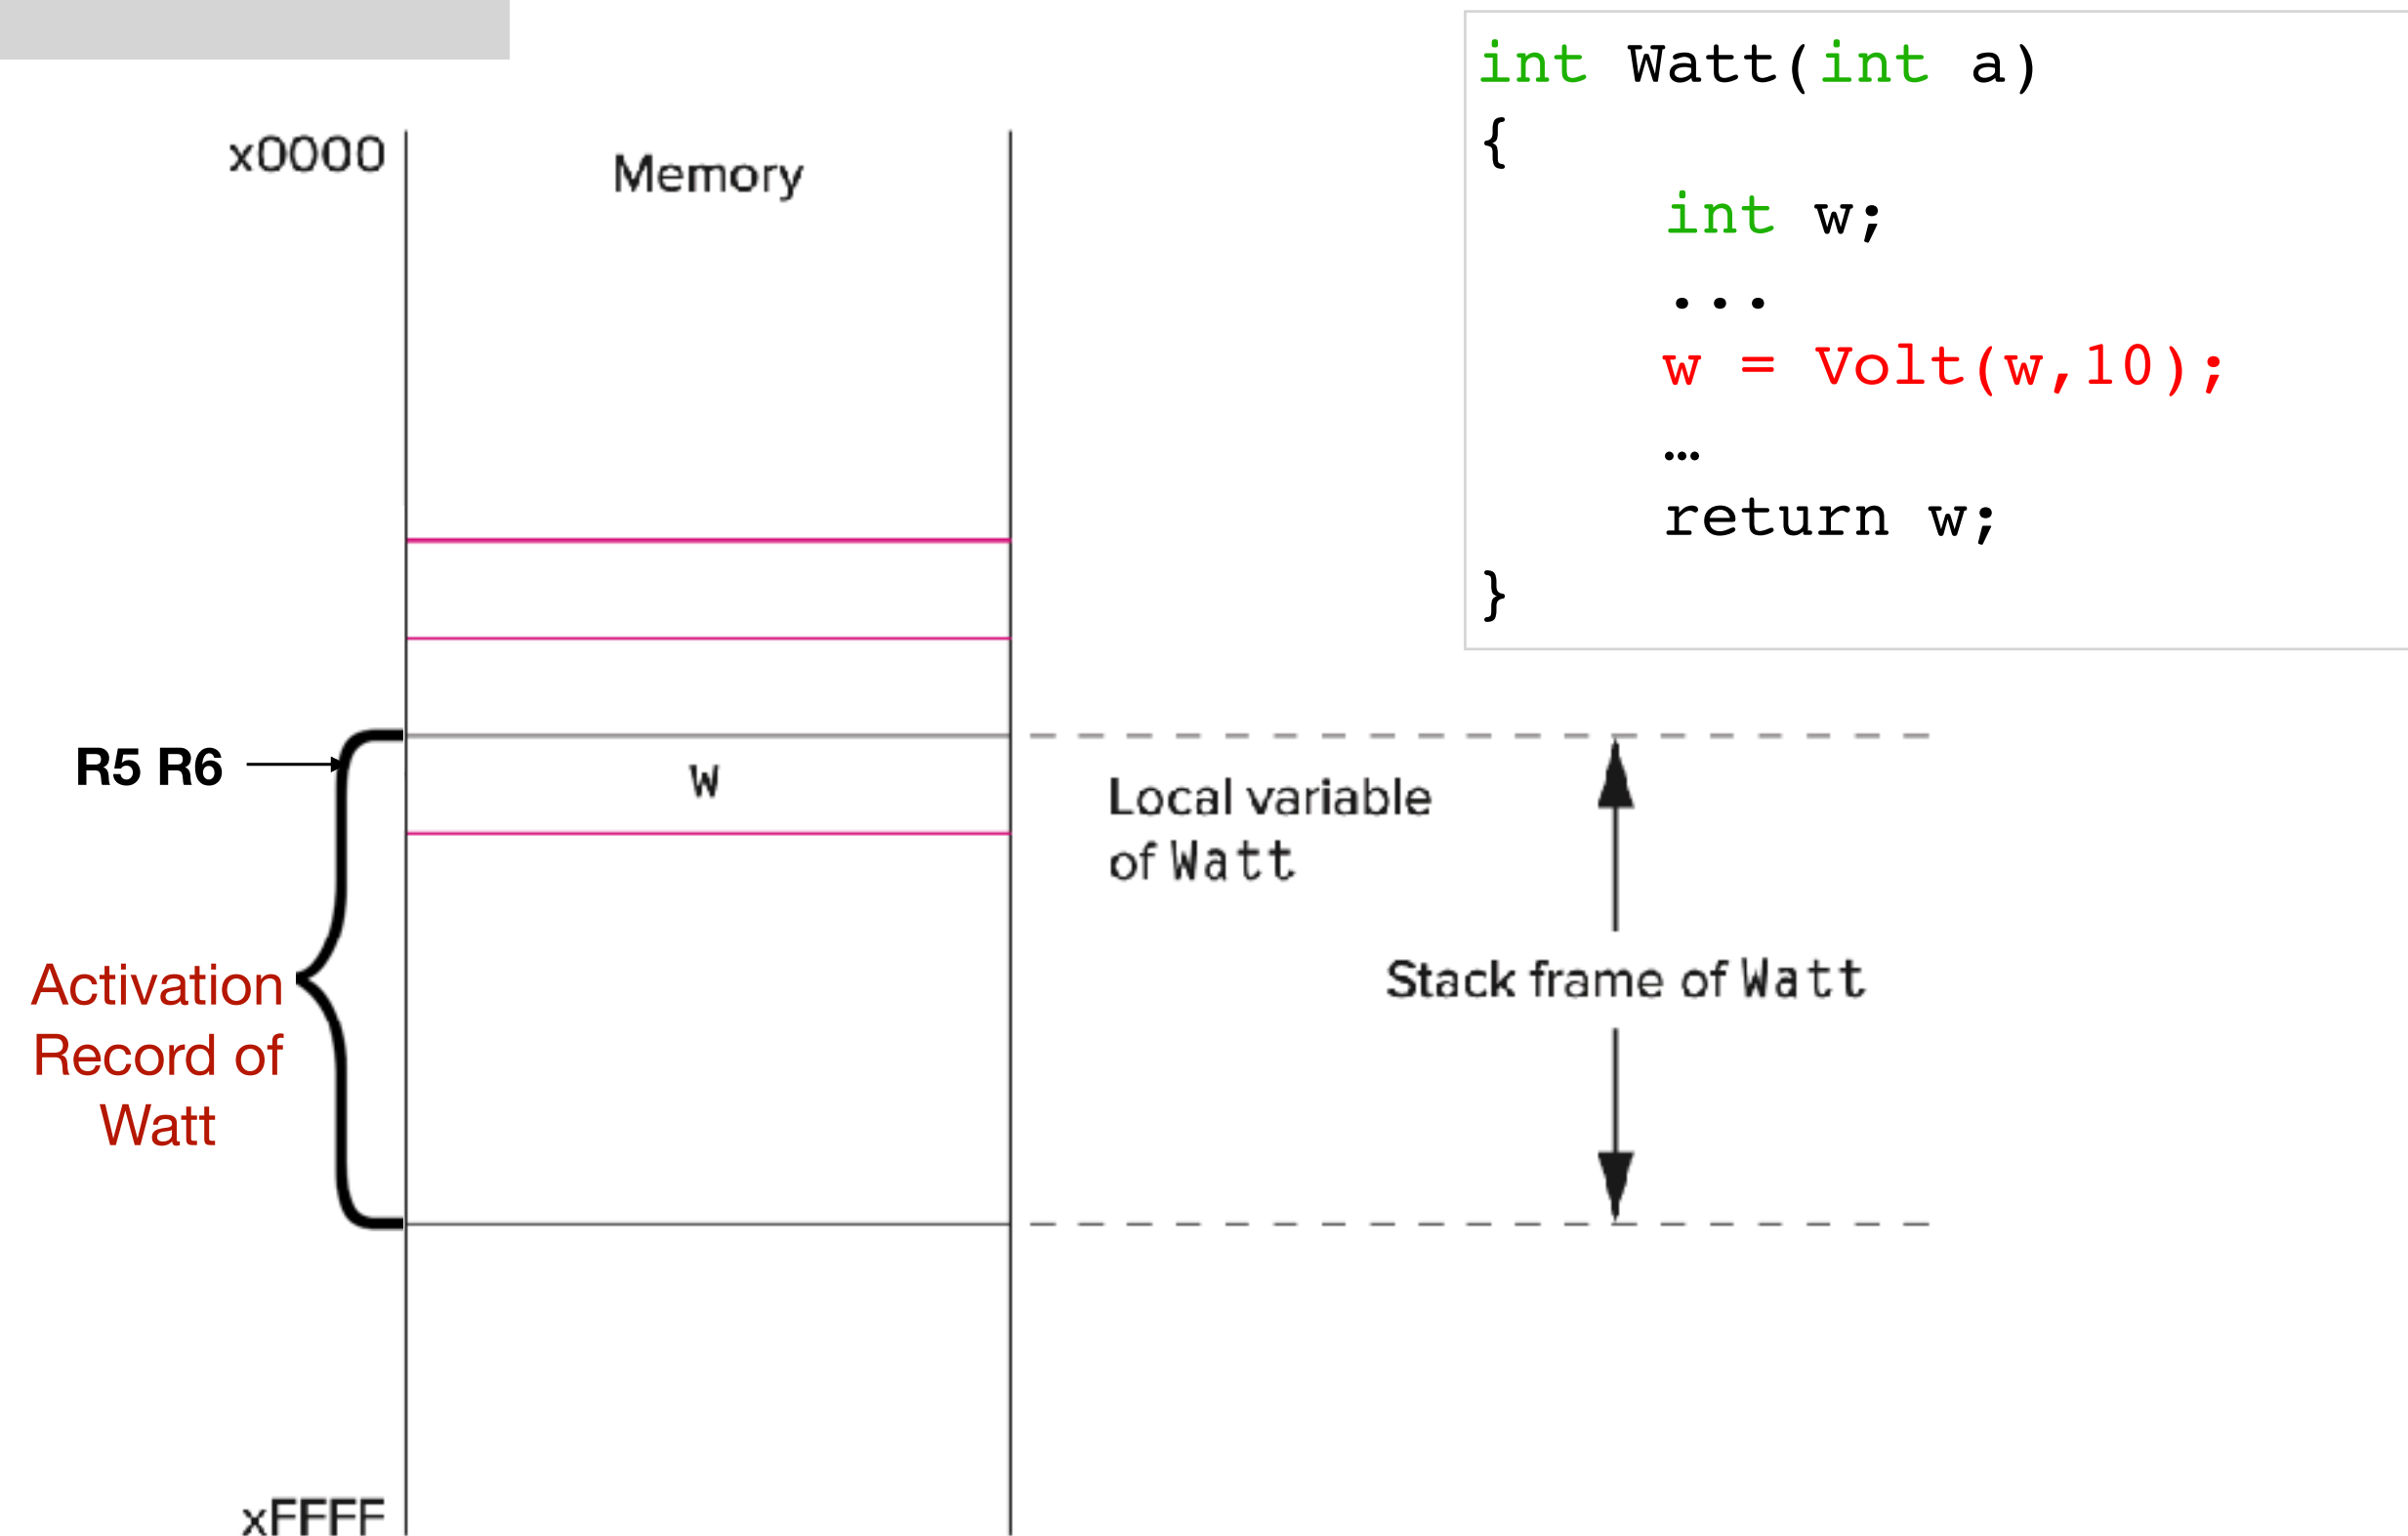 int Watt(int a)
{
int w;
...
w = Volt(w,10);
…
return w;
}
x0000
Memory
R5 R6
w
Local variable
of Watt
Activation
Record of
Watt
Stack frame of Watt
xFFFF